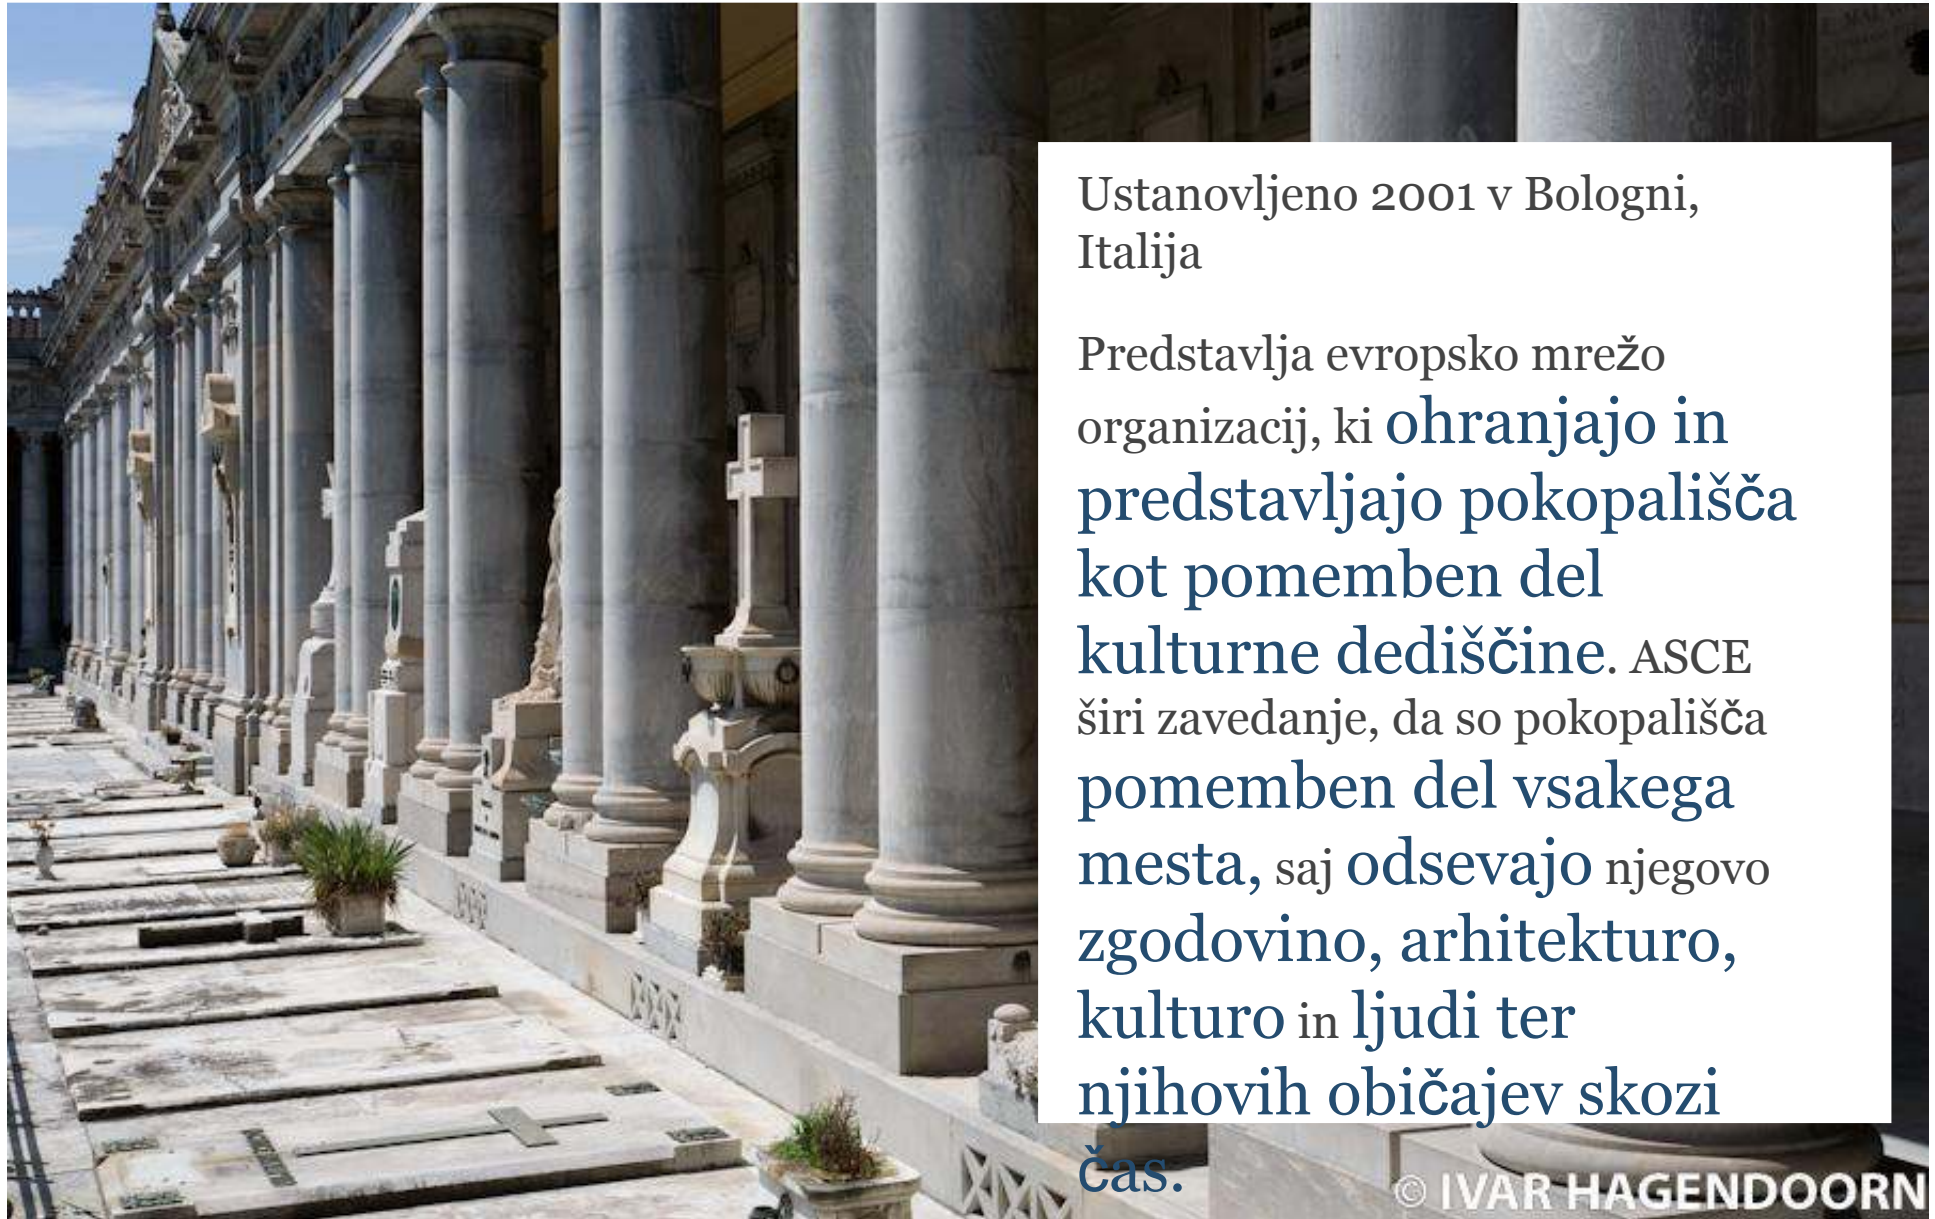 Ustanovljeno 2001 v Bologni,
Italija
Predstavlja evropsko mrežo
organizacij, ki ohranjajo in
predstavljajo pokopališča
kot pomemben del
kulturne dediščine. ASCE
širi zavedanje, da so pokopališča
pomemben del vsakega
mesta, saj odsevajo njegovo
zgodovino, arhitekturo,
kulturo in ljudi ter
njihovih običajev skozi
čas.
© IVAR HAGENDOORN